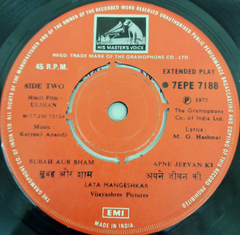 HIS MASTER'S VOICE
REGD. TRADE MARK OF THE GRAMOPHONE CO. LTD.
45 R.P.M.
EXTENDED PLAY
SIDE TWO
7EPE 7188
Hindi Film:
ULJHAN
℗ 1975
The Gramophone
Co. of India Ltd.
Music:
Kalyanji Anandji
Lyrics:
M. G. Hashmat
SUBAH AUR SHAM
APNE JEEVAN KI
सुबह और शाम
अपने जीवन की
LATA MANGESHKAR
Vijayashree Pictures
EMI
MADE IN INDIA